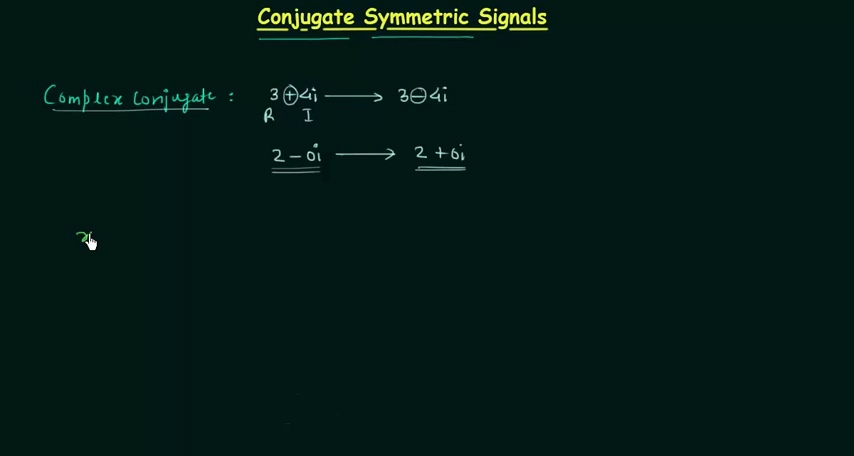 Conjugate Symmetric Signals
Complex conjugate : 3 + 4i → 3 − 4i
R I
2 − 0i → 2 + 0i